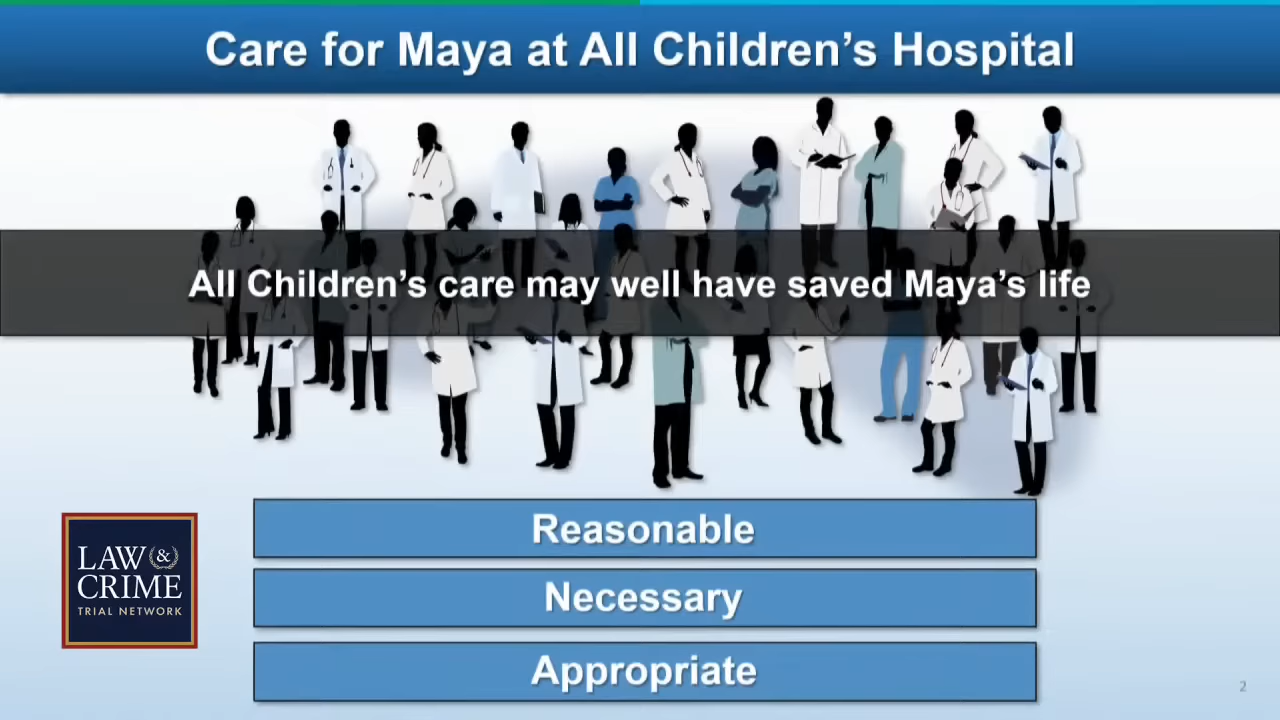 Care for Maya at All Children’s Hospital
All Children’s care may well have saved Maya’s life
Reasonable
Necessary
Appropriate
LAW &
CRIME
TRIAL NETWORK
2